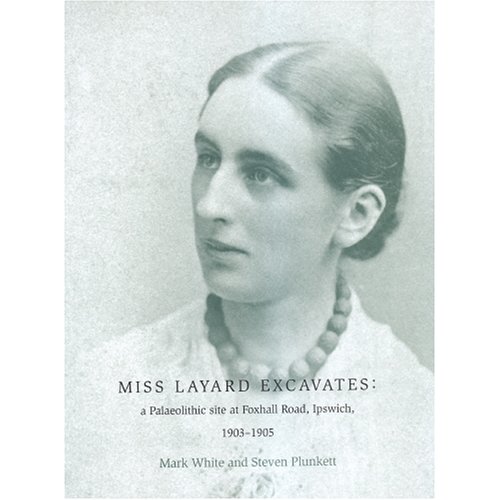 MISS LAYARD EXCAVATES:
a Palaeolithic site at Foxhall Road, Ipswich,
1903–1905
Mark White and Steven Plunkett